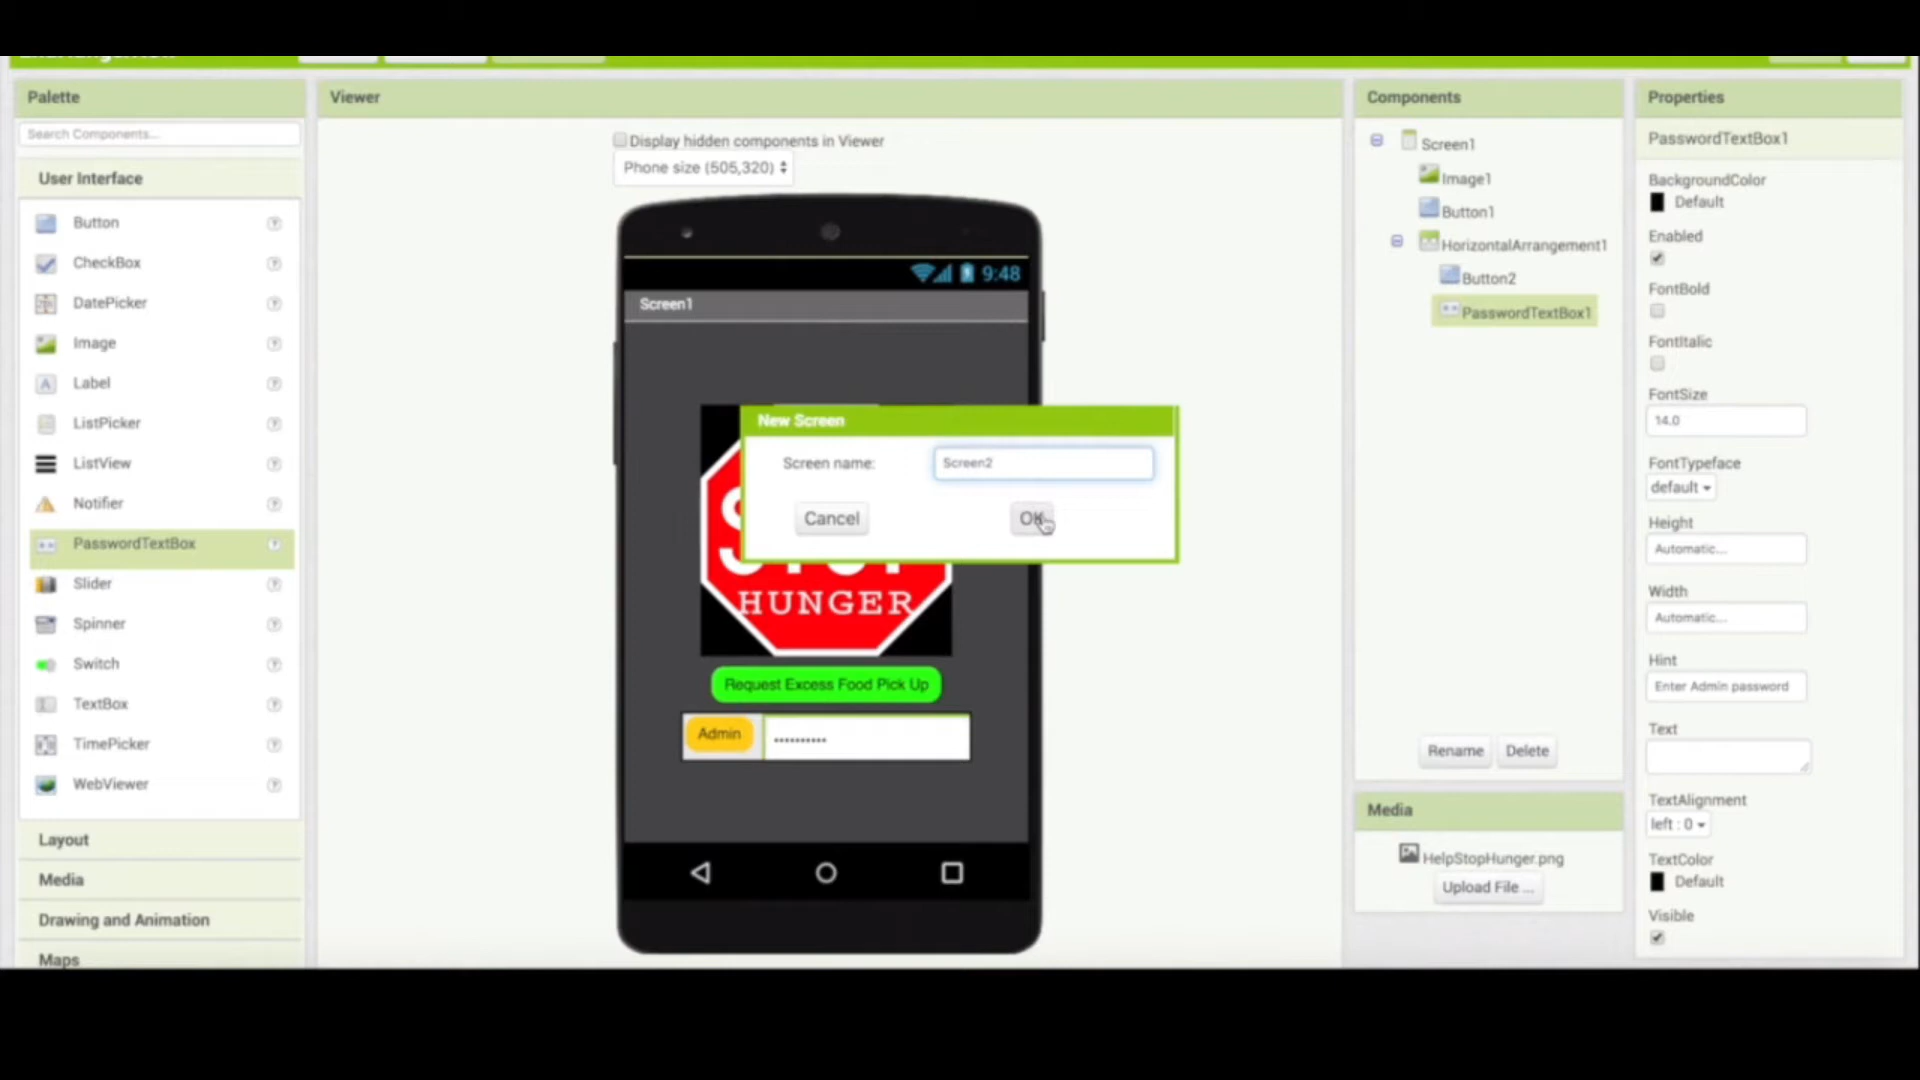 Palette
Search Components...
User Interface
Button
CheckBox
DatePicker
Image
Label
ListPicker
ListView
Notifier
PasswordTextBox
Slider
Spinner
Switch
TextBox
TimePicker
WebViewer
Layout
Media
Drawing and Animation
Maps
Viewer
Display hidden components in Viewer
Phone size (505,320)
9:48
Screen1
New Screen
Screen name:
Screen2
Cancel
OK
HUNGER
Request Excess Food Pick Up
Admin
••••••••••
Components
Screen1
Image1
Button1
HorizontalArrangement1
Button2
PasswordTextBox1
Rename
Delete
Media
HelpStopHunger.png
Upload File ...
Properties
PasswordTextBox1
BackgroundColor
Default
Enabled
FontBold
FontItalic
FontSize
14.0
FontTypeface
default
Height
Automatic...
Width
Automatic...
Hint
Enter Admin password
Text
TextAlignment
left : 0
TextColor
Default
Visible